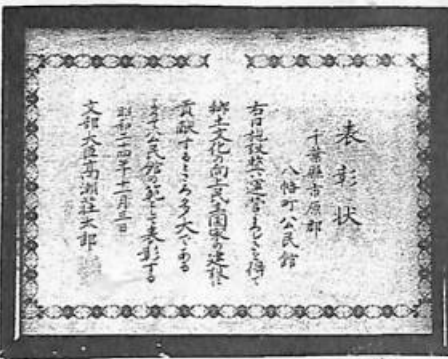 表彰状
千葉縣市原郡
八幡町公民館
右は施設整い運営よろしきを得て
郷土文化の向上民主国家の建設に
貢献するところ多大である
よって公民館の範として表彰する
昭和二十四年十一月三日
文部大臣高瀬荘太郎